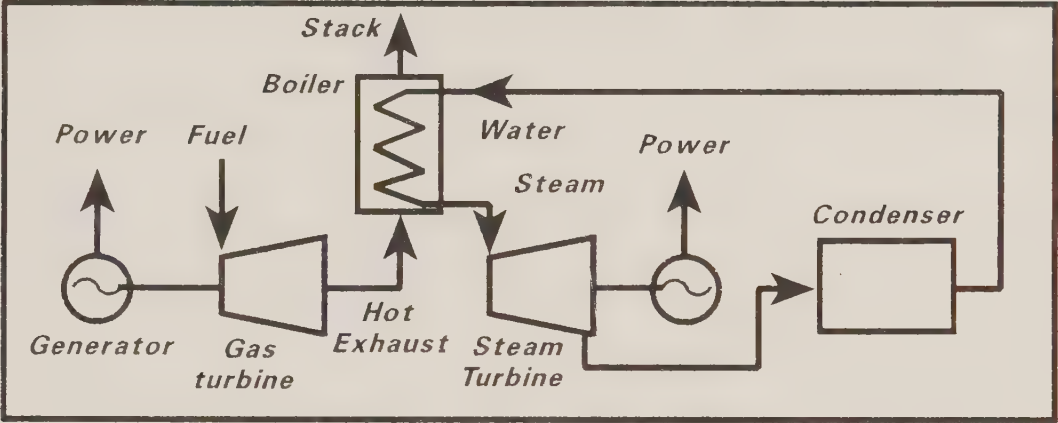 Stack
Boiler
Power
Fuel
Water
Power
Steam
Condenser
Generator
Gas
turbine
Hot
Exhaust
Steam
Turbine